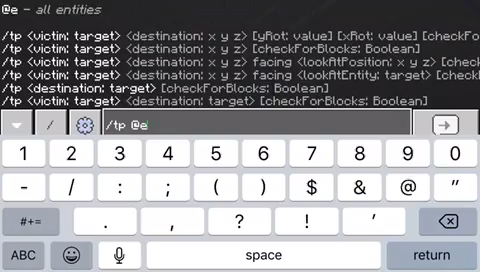 @e - all entities
/tp <victim: target> <destination: x y z> [yRot: value] [xRot: value] [checkFo
/tp <victim: target> <destination: x y z> [checkForBlocks: Boolean]
/tp <victim: target> <destination: x y z> facing <lookAtPosition: x y z> [chec
/tp <victim: target> <destination: x y z> facing <lookAtEntity: target> [check
/tp <destination: target> [checkForBlocks: Boolean]
/tp <victim: target> <destination: target> [checkForBlocks: Boolean]
/ /tp @e
1 2 3 4 5 6 7 8 9 0
- / : ; ( ) $ & @ "
#+= . , ? ! '
ABC space return